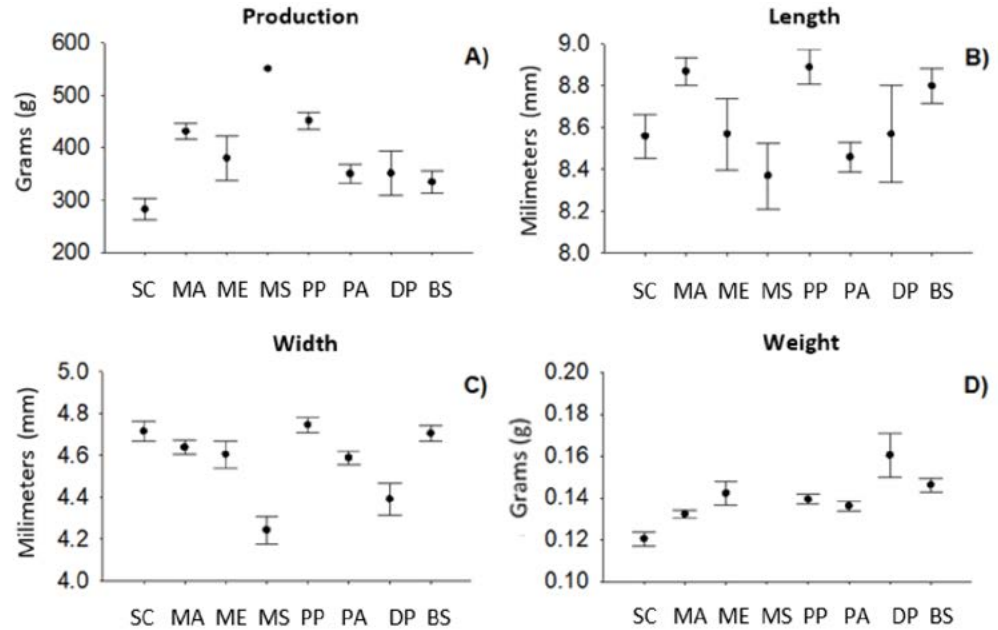 Production
A)
Grams (g)
600
500
400
300
200
SC MA ME MS PP PA DP BS
Length
B)
Milimeters (mm)
9.0
8.8
8.6
8.4
8.2
8.0
SC MA ME MS PP PA DP BS
Width
C)
Milimeters (mm)
5.0
4.8
4.6
4.4
4.2
4.0
SC MA ME MS PP PA DP BS
Weight
D)
Grams (g)
0.20
0.18
0.16
0.14
0.12
0.10
SC MA ME MS PP PA DP BS